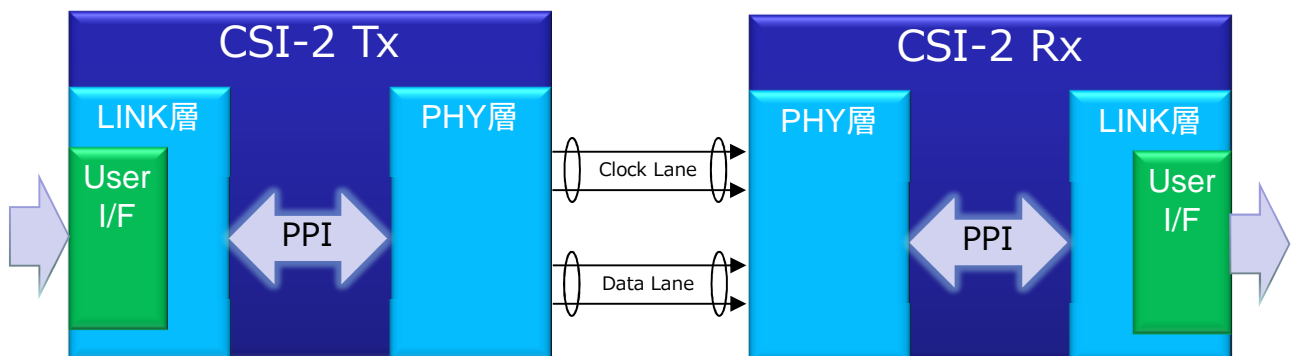 CSI-2 Tx
LINK層
PHY層
User
I/F
PPI
Clock Lane
Data Lane
CSI-2 Rx
PHY層
LINK層
PPI
User
I/F